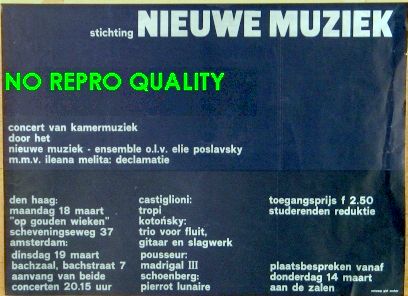 stichting NIEUWE MUZIEK
NO REPRO QUALITY
concert van kamermuziek
door het
nieuwe muziek - ensemble o.l.v. elie poslavsky
m.m.v. ileana melita: declamatie
den haag:
maandag 18 maart
"op gouden wieken"
scheveningseweg 37
amsterdam:
dinsdag 19 maart
bachzaal, bachstraat 7
aanvang van beide
concerten 20.15 uur
castiglioni:
tropi
kotońsky:
trio voor fluit,
gitaar en slagwerk
pousseur:
madrigal III
schoenberg:
pierrot lunaire
toegangsprijs f 2.50
studerenden reduktie
plaatsbespreken vanaf
donderdag 14 maart
aan de zalen